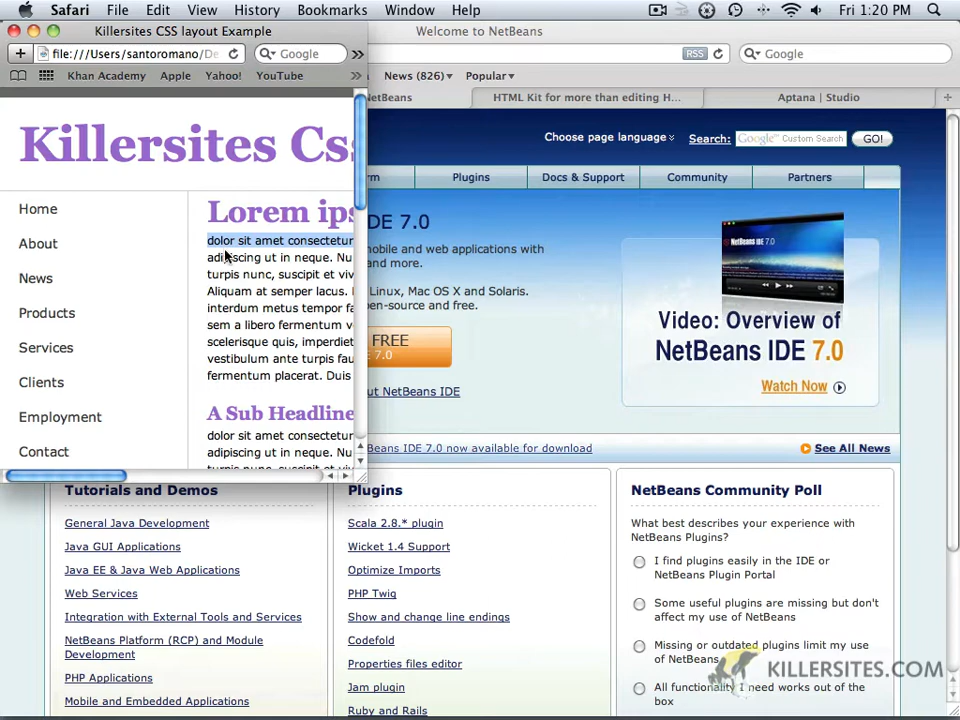 Safari File Edit View History Bookmarks Window Help Fri 1:20 PM
Killersites CSS layout Example
file:///Users/santoromano/De
Google
Khan Academy Apple Yahoo! YouTube
Killersites Css
Home
About
News
Products
Services
Clients
Employment
Contact
Lorem ips
dolor sit amet consectetur
adipiscing ut in neque. Nu
turpis nunc, suscipit et viv
Aliquam at semper lacus.
interdum metus tempor fa
sem a libero fermentum v
scelerisque quis, imperdiet
vestibulum ante turpis fau
fermentum placerat. Duis
A Sub Headline
dolor sit amet consectetur
Welcome to NetBeans
RSS
Google
News (826) Popular
etBeans
HTML Kit for more than editing H...
Aptana | Studio
Choose page language
Search:
Google Custom Search
GO!
rm
Plugins
Docs & Support
Community
Partners
IDE 7.0
mobile and web applications with
and more.
Linux, Mac OS X and Solaris.
pen-source and free.
FREE
7.0
ut NetBeans IDE
Video: Overview of
NetBeans IDE 7.0
Watch Now
Beans IDE 7.0 now available for download
See All News
Tutorials and Demos
General Java Development
Java GUI Applications
Java EE & Java Web Applications
Web Services
Integration with External Tools and Services
NetBeans Platform (RCP) and Module
Development
PHP Applications
Mobile and Embedded Applications
Plugins
Scala 2.8.* plugin
Wicket 1.4 Support
Optimize Imports
PHP Twig
Show and change line endings
Codefold
Properties files editor
Jam plugin
Ruby and Rails
NetBeans Community Poll
What best describes your experience with
NetBeans Plugins?
I find plugins easily in the IDE or
NetBeans Plugin Portal
Some useful plugins are missing but don't
affect my use of NetBeans
Missing or outdated plugins limit my use
of NetBeans
All functionality I need works out of the
box
KILLERSITES.COM